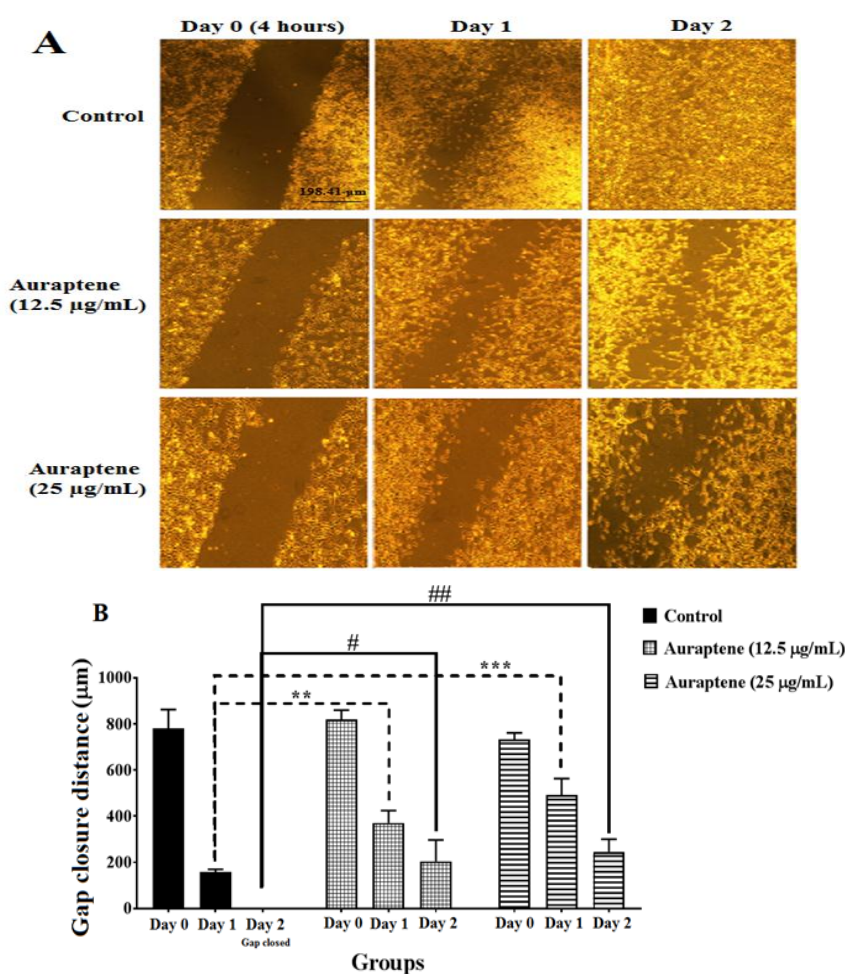 A
Day 0 (4 hours) Day 1 Day 2
Control
198.41 µm
Auraptene
(12.5 µg/mL)
Auraptene
(25 µg/mL)
B
##
#
***
**
Control
Auraptene (12.5 µg/mL)
Auraptene (25 µg/mL)
Gap closure distance (µm)
1000
800
600
400
200
0
Day 0 Day 1 Day 2 Day 0 Day 1 Day 2 Day 0 Day 1 Day 2
Gap closed
Groups